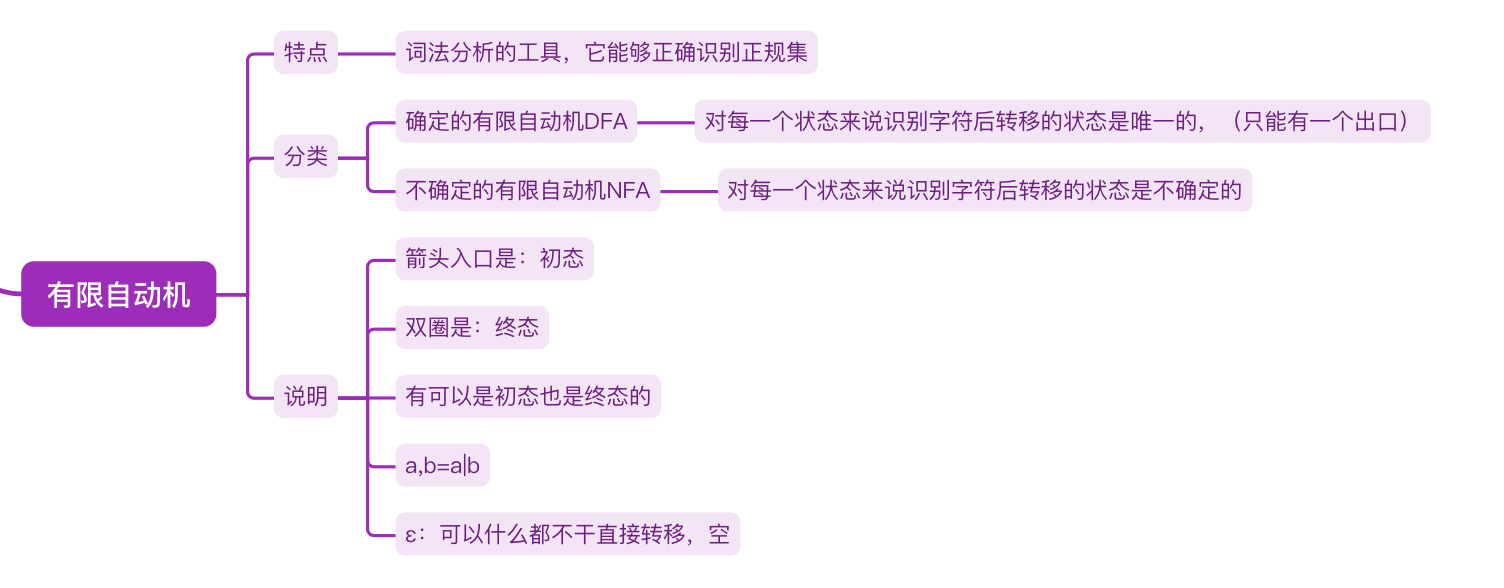 特点
词法分析的工具，它能够正确识别正规集
确定的有限自动机DFA
对每一个状态来说识别字符后转移的状态是唯一的，（只能有一个出口）
分类
不确定的有限自动机NFA
对每一个状态来说识别字符后转移的状态是不确定的
箭头入口是：初态
有限自动机
双圈是：终态
说明
有可以是初态也是终态的
a,b=a|b
ε：可以什么都不干直接转移，空